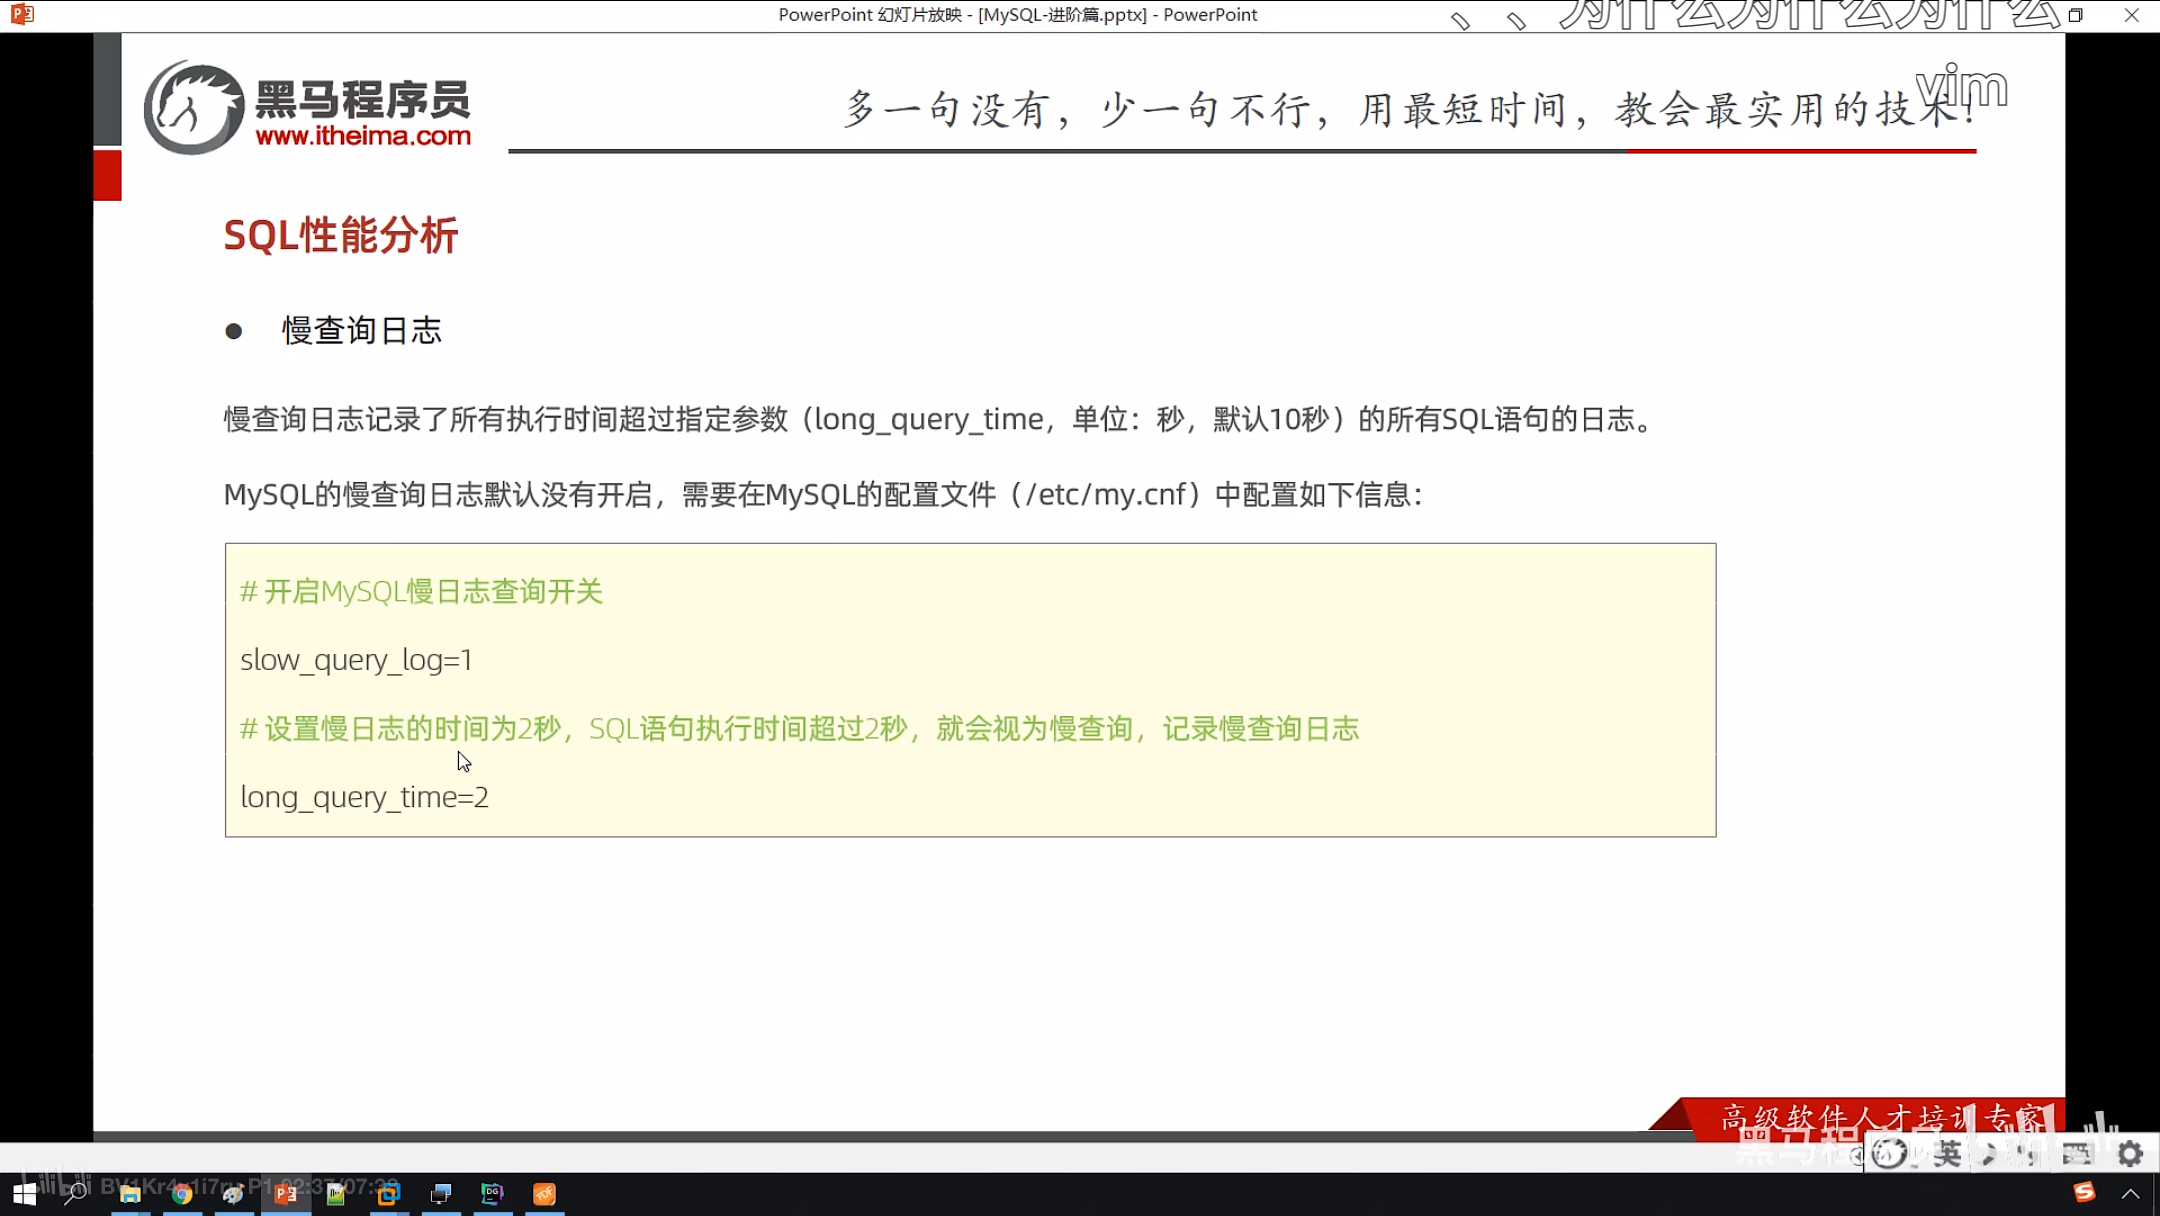 PowerPoint 幻灯片放映 - [MySQL-进阶篇.pptx] - PowerPoint
、、为什么为什么为什么
vim
黑马程序员
www.itheima.com
多一句没有，少一句不行，用最短时间，教会最实用的技术！
SQL性能分析
● 慢查询日志
慢查询日志记录了所有执行时间超过指定参数（long_query_time，单位：秒，默认10秒）的所有SQL语句的日志。
MySQL的慢查询日志默认没有开启，需要在MySQL的配置文件（/etc/my.cnf）中配置如下信息：
# 开启MySQL慢日志查询开关
slow_query_log=1
# 设置慢日志的时间为2秒，SQL语句执行时间超过2秒，就会视为慢查询，记录慢查询日志
long_query_time=2
高级软件人才培训专家
黑马程序员
英
P1 02:37/07:3